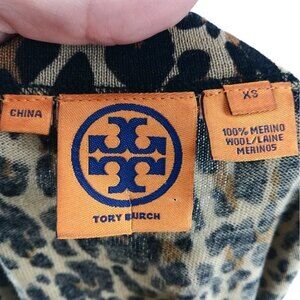 CHINA
TORY BURCH
XS
100% MERINO
WOOL/LAINE
MERINOS